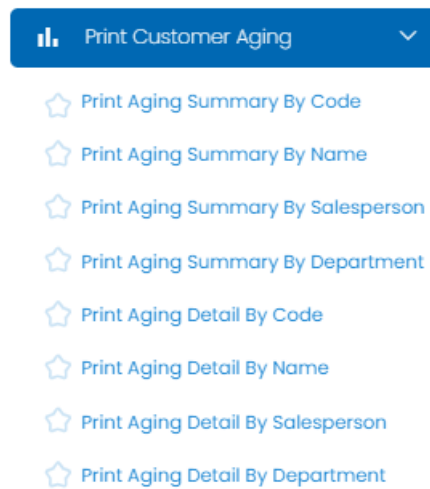 Print Customer Aging
Print Aging Summary By Code
Print Aging Summary By Name
Print Aging Summary By Salesperson
Print Aging Summary By Department
Print Aging Detail By Code
Print Aging Detail By Name
Print Aging Detail By Salesperson
Print Aging Detail By Department